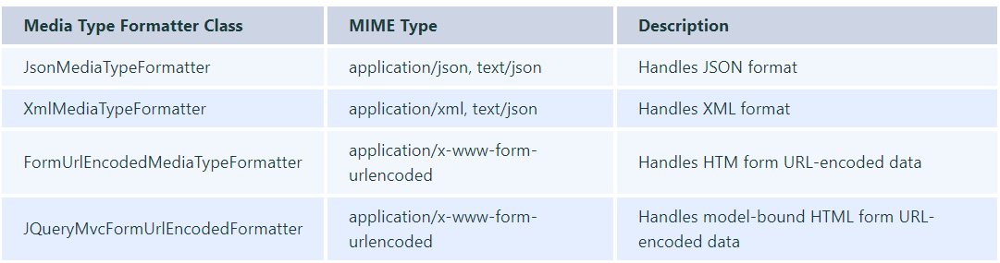 Media Type Formatter Class MIME Type Description
JsonMediaTypeFormatter application/json, text/json Handles JSON format
XmlMediaTypeFormatter application/xml, text/json Handles XML format
FormUrlEncodedMediaTypeFormatter application/x-www-form-
urlencoded Handles HTM form URL-encoded data
JQueryMvcFormUrlEncodedFormatter application/x-www-form-
urlencoded Handles model-bound HTML form URL-
encoded data